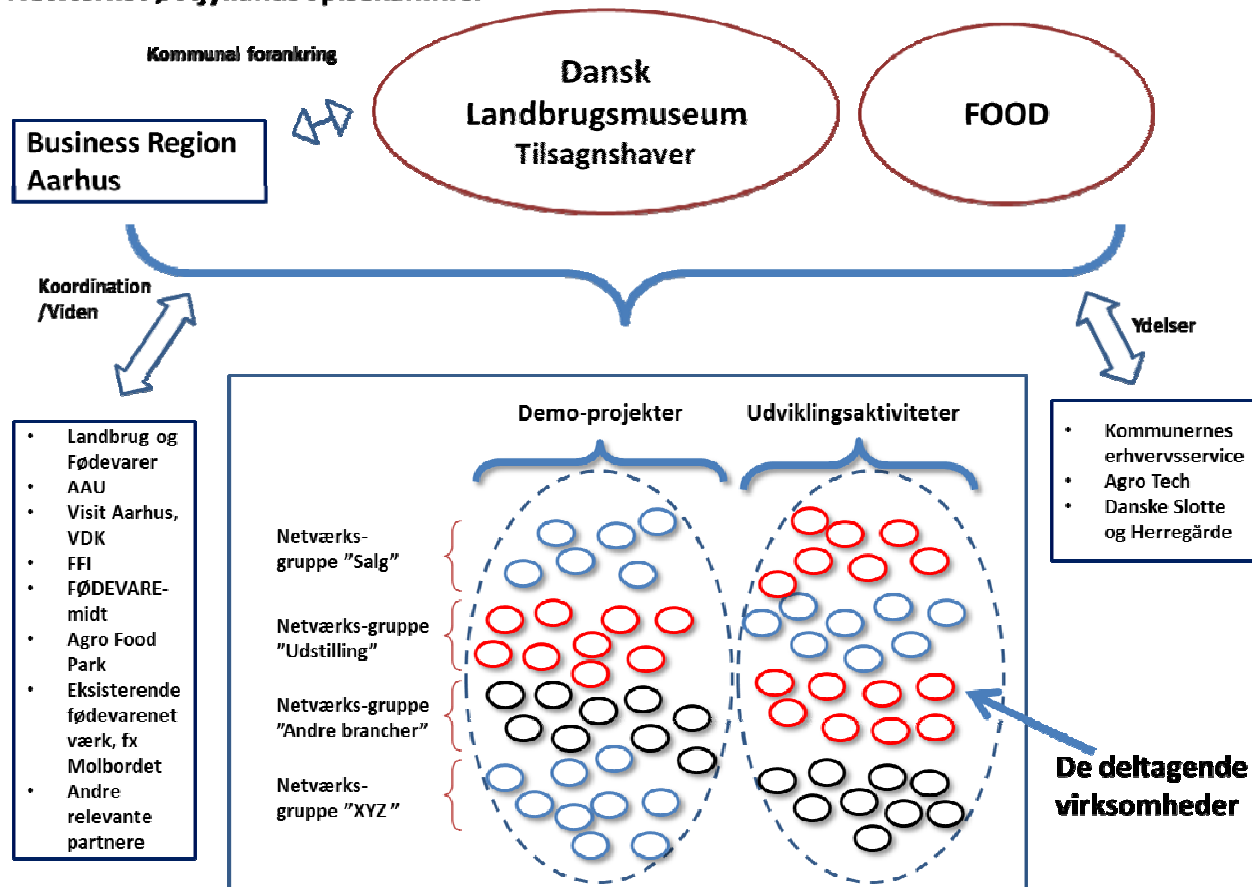 Kommunal forankring
Dansk
Landbrugsmuseum
Tilsagnshaver
FOOD
Business Region
Aarhus
Koordination
/Viden
Ydelser
• Landbrug og
Fødevarer
• AAU
• Visit Aarhus,
VDK
• FFI
• FØDEVARE-
midt
• Agro Food
Park
• Eksisterende
fødevarenet
værk, fx
Molbordet
• Andre
relevante
partnere
Demo-projekter
Udviklingsaktiviteter
Netværks-
gruppe ”Salg”
Netværks-gruppe
”Udstilling”
Netværks-gruppe
”Andre brancher”
Netværks-
gruppe ”XYZ”
• Kommunernes
erhvervsservice
• Agro Tech
• Danske Slotte
og Herregårde
De deltagende
virksomheder